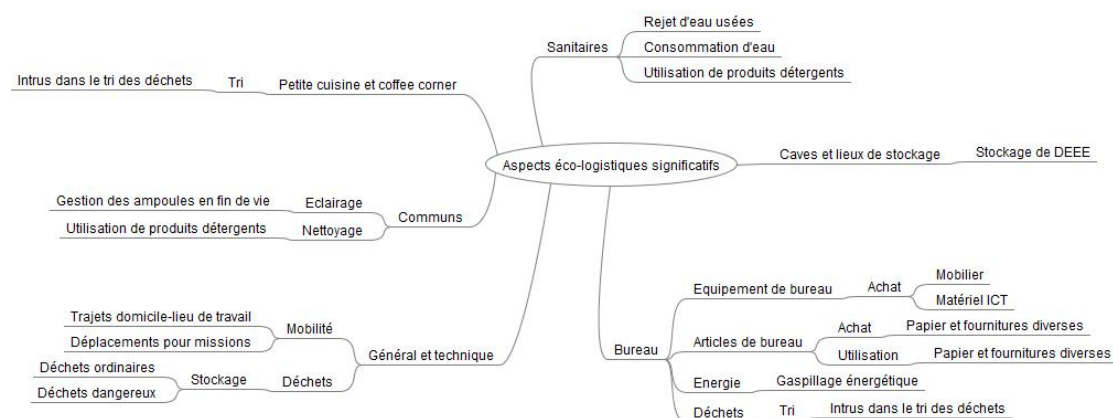 Aspects éco-logistiques significatifs
Sanitaires
Rejet d'eau usées
Consommation d'eau
Utilisation de produits détergents
Caves et lieux de stockage
Stockage de DEEE
Bureau
Equipement de bureau
Achat
Mobilier
Matériel ICT
Articles de bureau
Achat
Papier et fournitures diverses
Utilisation
Papier et fournitures diverses
Energie
Gaspillage énergétique
Déchets
Tri
Intrus dans le tri des déchets
Petite cuisine et coffee corner
Tri
Intrus dans le tri des déchets
Communs
Eclairage
Gestion des ampoules en fin de vie
Nettoyage
Utilisation de produits détergents
Général et technique
Mobilité
Trajets domicile-lieu de travail
Déplacements pour missions
Déchets
Stockage
Déchets ordinaires
Déchets dangereux